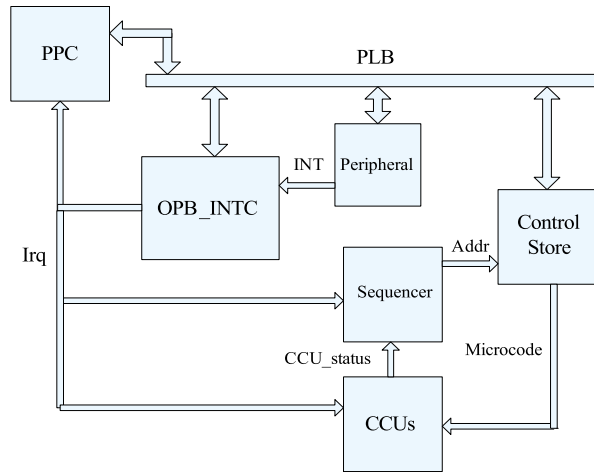 PPC
PLB
OPB_INTC
INT
Peripheral
Control
Store
Irq
Sequencer
Addr
CCU_status
Microcode
CCUs